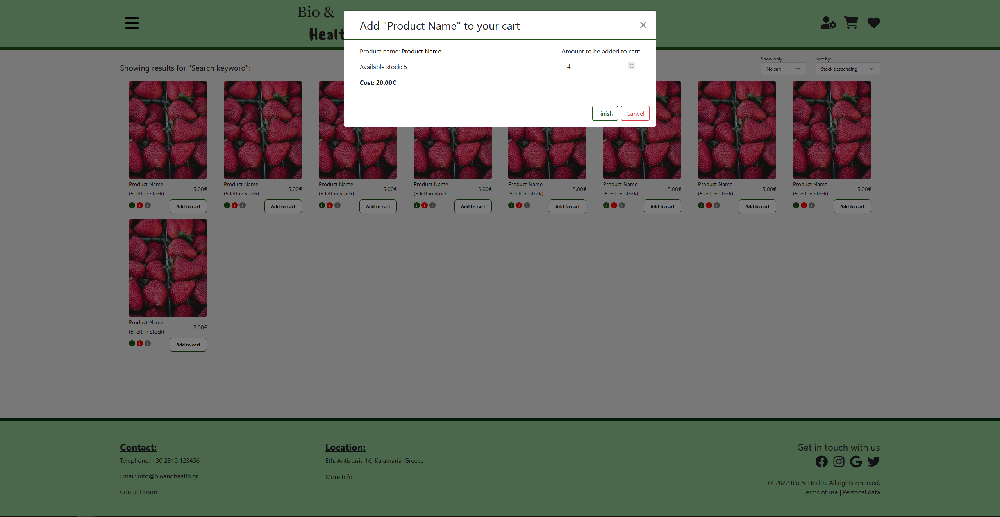 Bio &
Healt
Add "Product Name" to your cart
Product name: Product Name
Amount to be added to cart:
Available stock: 5
4
Cost: 20.00€
Finish
Cancel
Showing results for "Search keyword":
Show only:
No salt
Sort by:
Stock descending
Product Name
(5 left in stock)
5.00€
Add to cart
Product Name
(5 left in stock)
5.00€
Add to cart
Product Name
(5 left in stock)
5.00€
Add to cart
Product Name
(5 left in stock)
5.00€
Add to cart
Product Name
(5 left in stock)
5.00€
Add to cart
Product Name
(5 left in stock)
5.00€
Add to cart
Product Name
(5 left in stock)
5.00€
Add to cart
Product Name
(5 left in stock)
5.00€
Add to cart
Product Name
(5 left in stock)
5.00€
Add to cart
Contact:
Telephone: +30 2310 123456
Email: info@bioandhealth.gr
Contact Form
Location:
Eth. Antistasis 16, Kalamaria, Greece
More Info
Get in touch with us
@ 2022 Bio & Health. All rights reserved.
Terms of use | Personal data